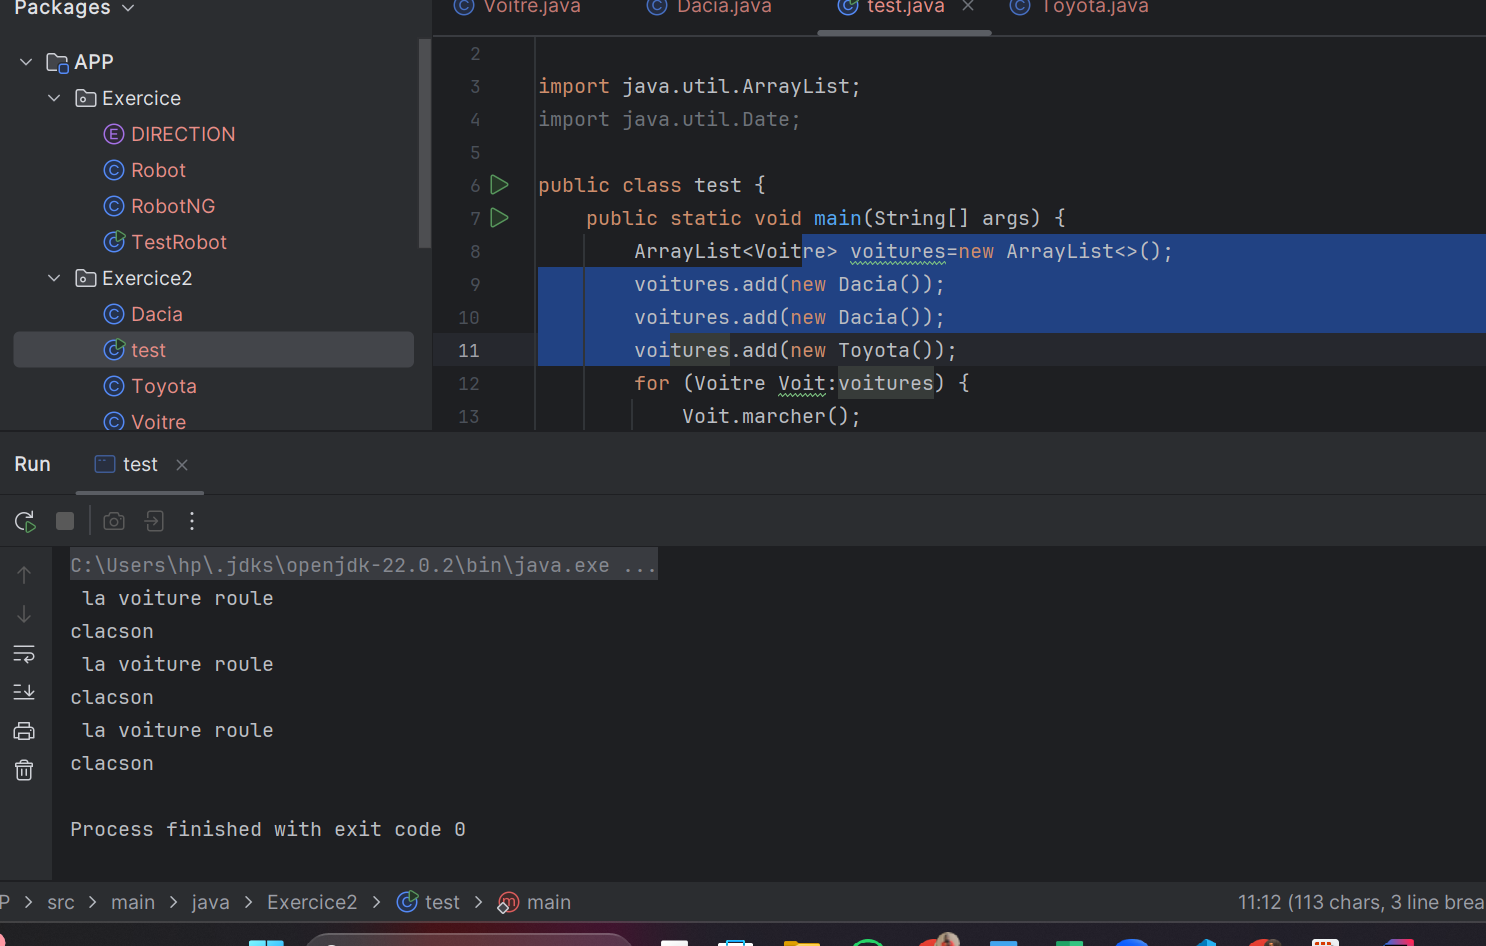 Packages
APP
Exercice
DIRECTION
Robot
RobotNG
TestRobot
Exercice2
Dacia
test
Toyota
Voitre
Voitre.java
Dacia.java
test.java
Toyota.java
2
3 import java.util.ArrayList;
4 import java.util.Date;
5
6 public class test {
7 public static void main(String[] args) {
8 ArrayList<Voitre> voitures=new ArrayList<>();
9 voitures.add(new Dacia());
10 voitures.add(new Dacia());
11 voitures.add(new Toyota());
12 for (Voitre Voit:voitures) {
13 Voit.marcher();
Run
test
C:\Users\hp\.jdks\openjdk-22.0.2\bin\java.exe ...
la voiture roule
clacson
la voiture roule
clacson
la voiture roule
clacson
Process finished with exit code 0
P > src > main > java > Exercice2 > test > main
11:12 (113 chars, 3 line brea